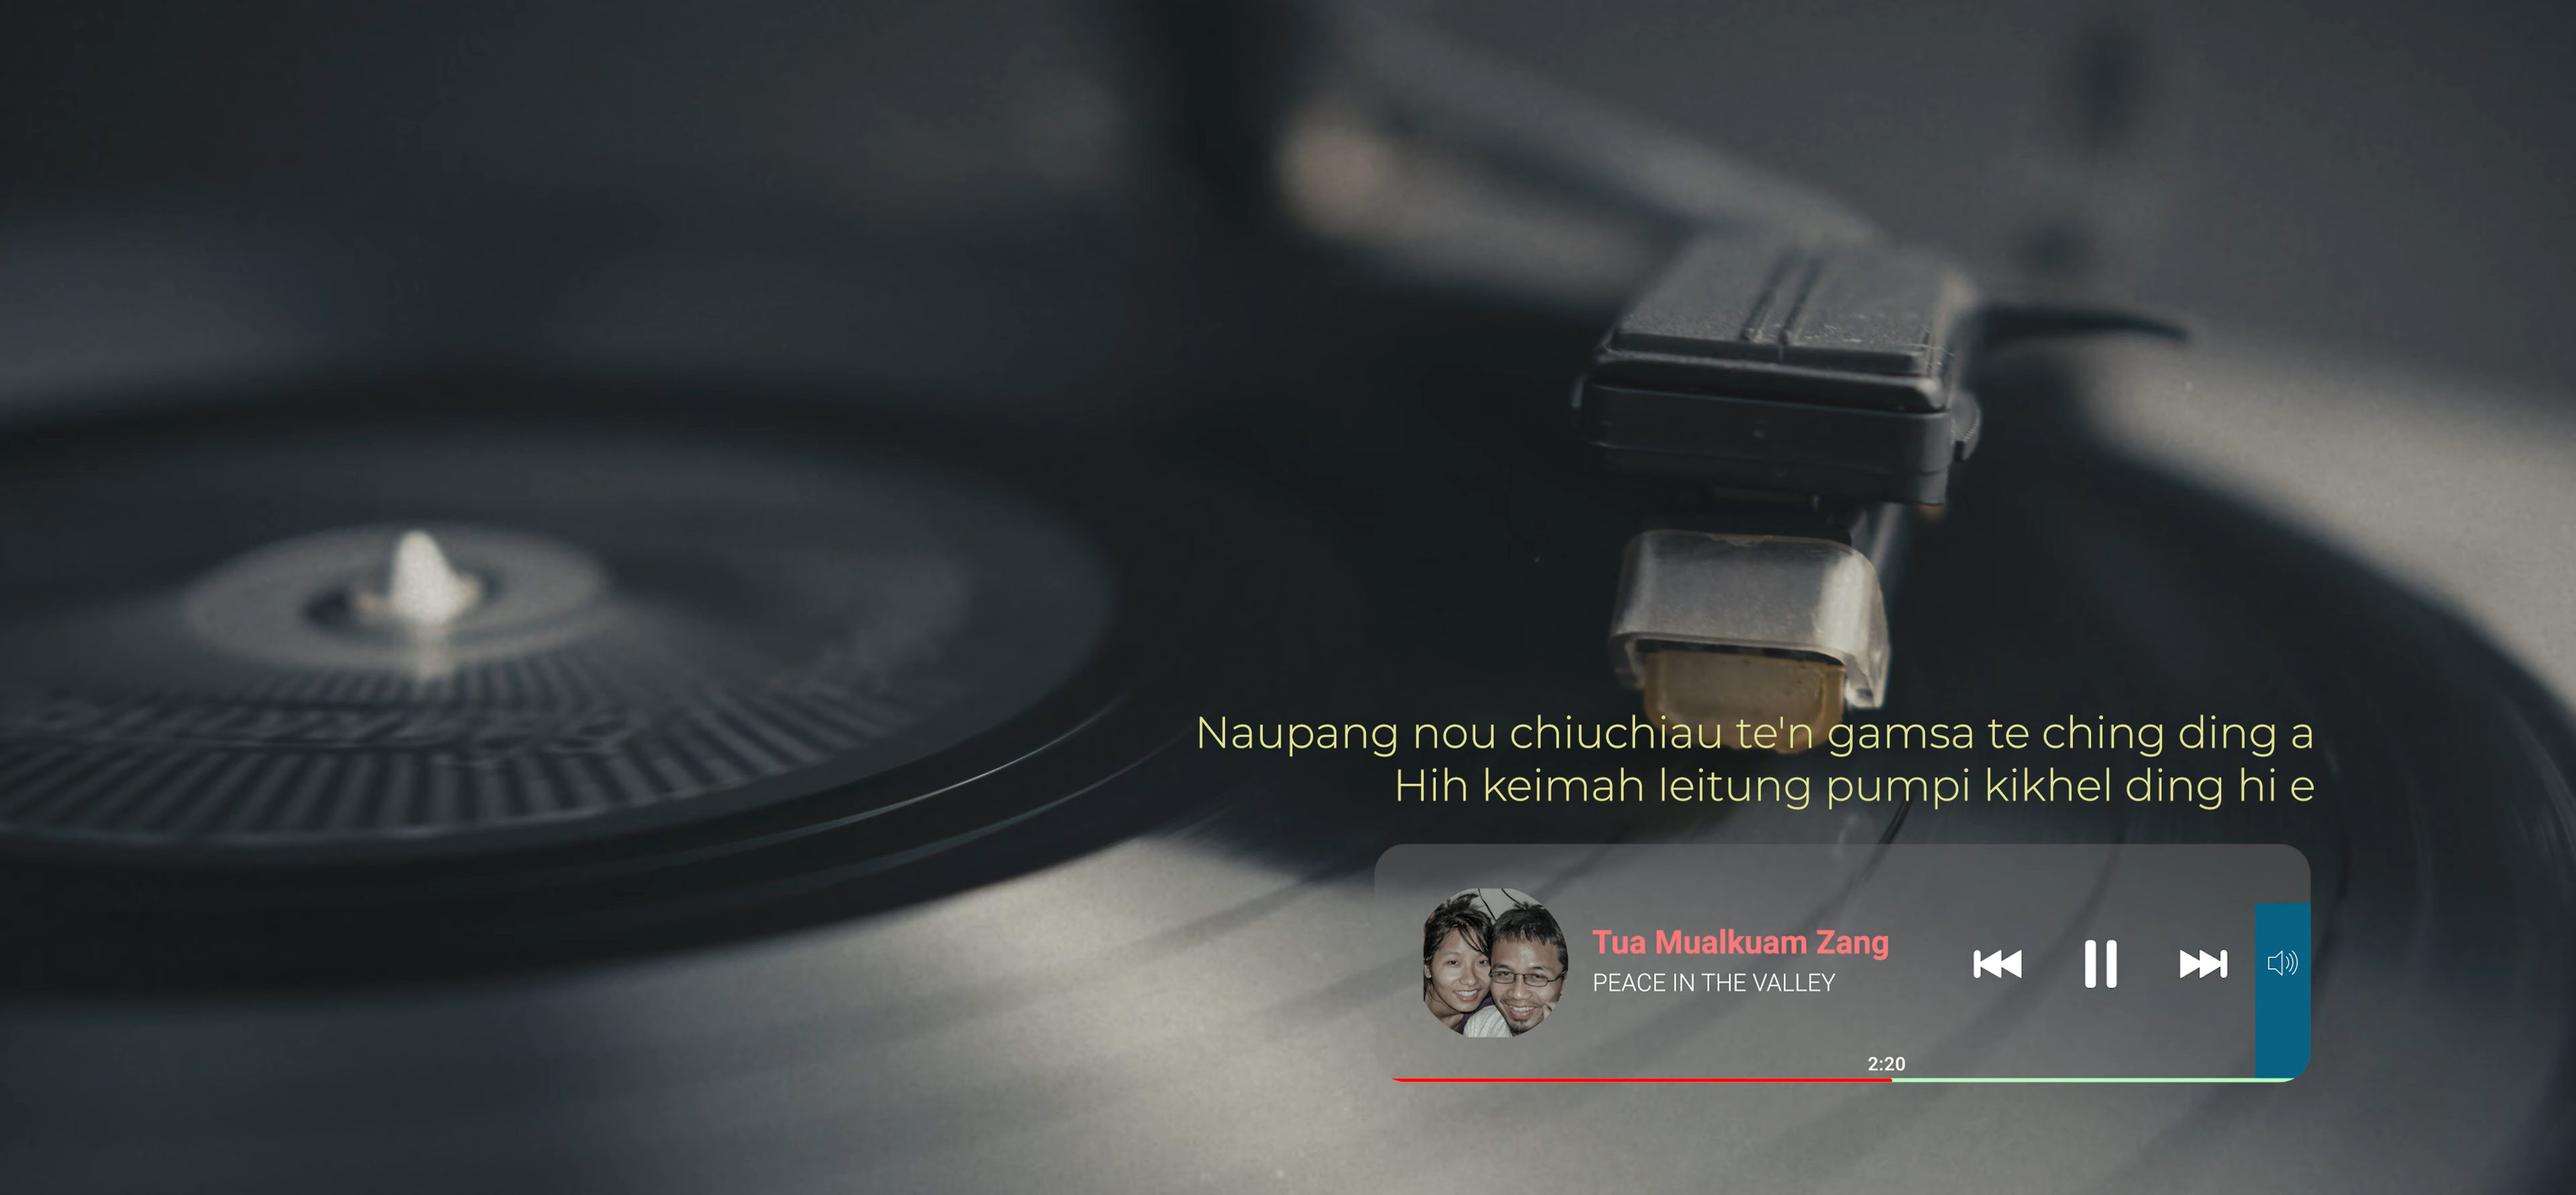 Naupang nou chiuchiau te'n gamsa te ching ding a
Hih keimah leitung pumpi kikhel ding hi e
Tua Mualkuam Zang
PEACE IN THE VALLEY
2:20